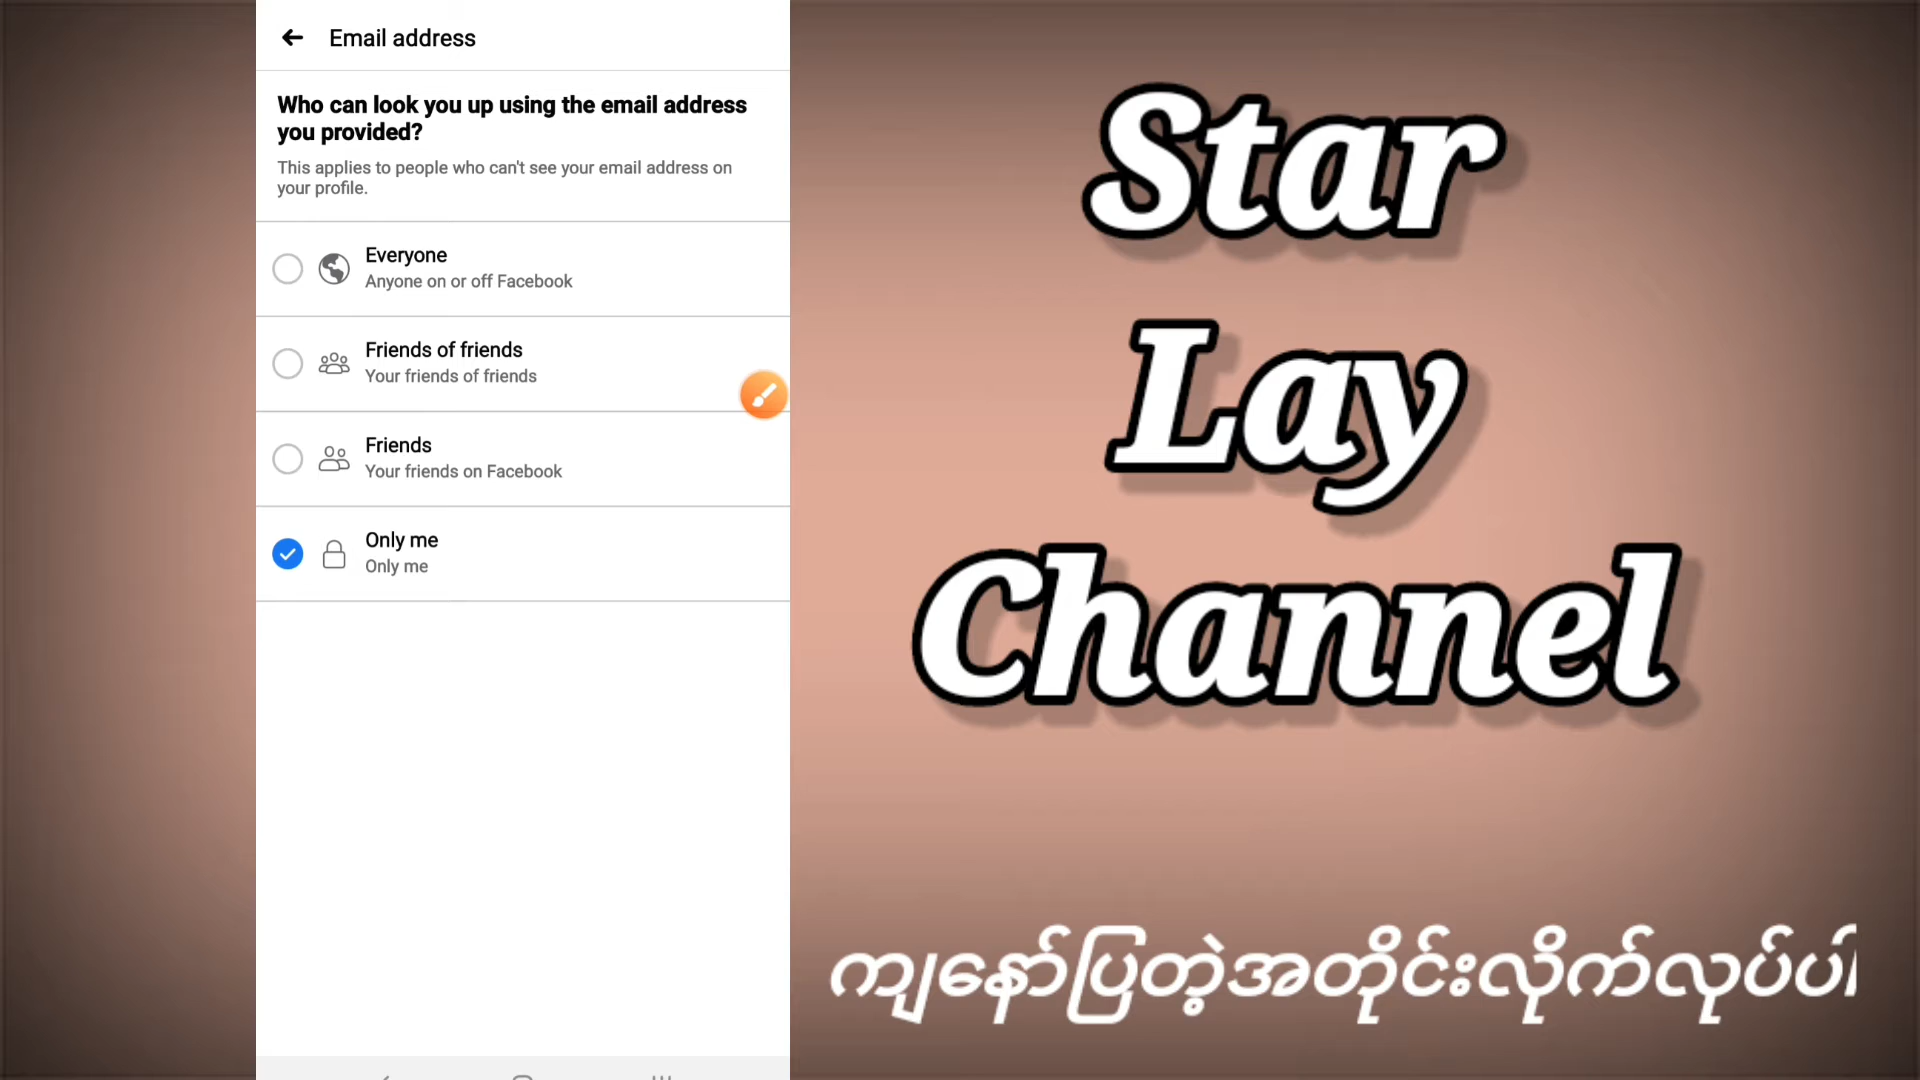 Email address
Who can look you up using the email address
you provided?
This applies to people who can't see your email address on
your profile.
Everyone
Anyone on or off Facebook
Friends of friends
Your friends of friends
Friends
Your friends on Facebook
Only me
Only me
Star
Lay
Channel
ကျနော်ပြတဲ့အတိုင်းလိုက်လုပ်ပါ